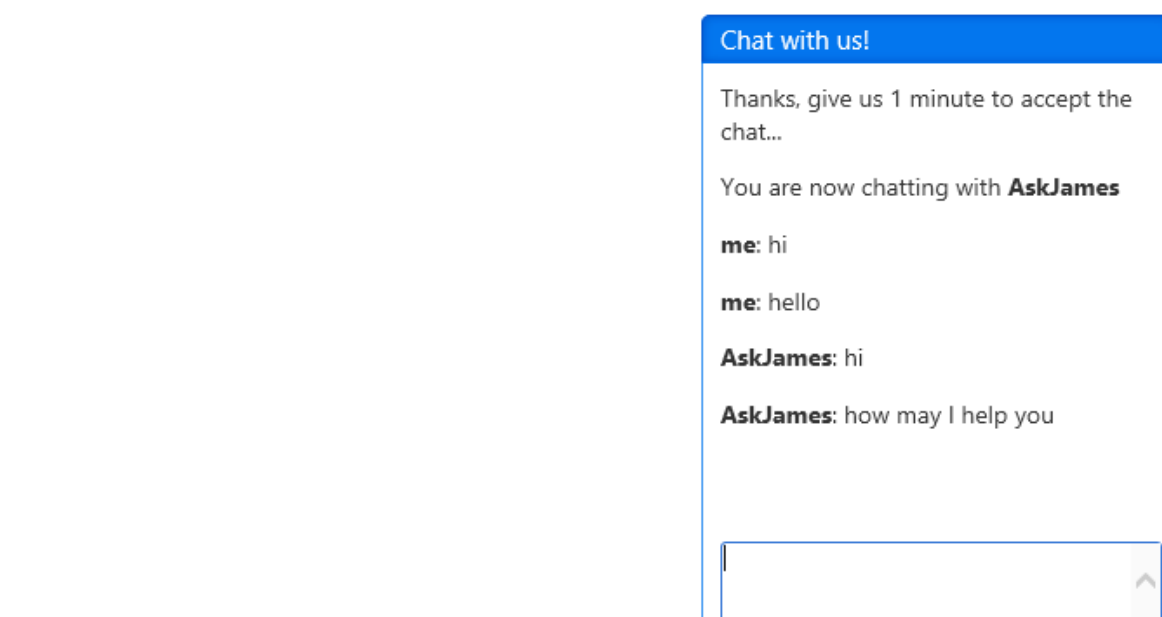 Chat with us!
Thanks, give us 1 minute to accept the
chat...
You are now chatting with AskJames
me: hi
me: hello
AskJames: hi
AskJames: how may I help you